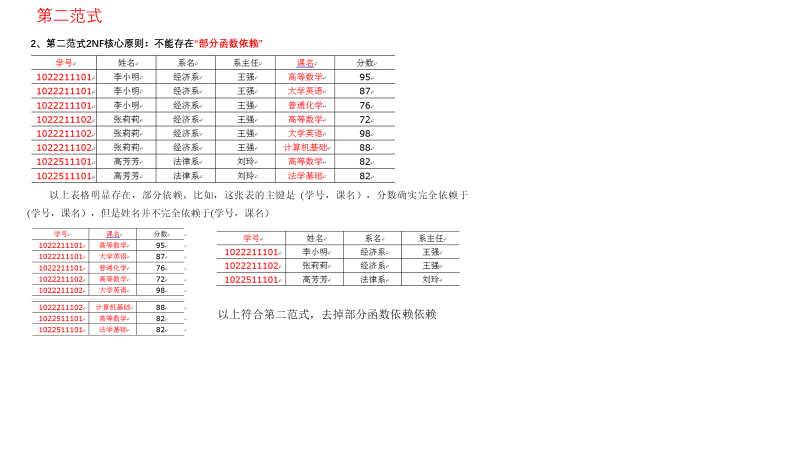 第二范式
2、第二范式2NF核心原则：不能存在“部分函数依赖”
学号 姓名 系名 系主任 课名 分数
1022211101 李小明 经济系 王强 高等数学 95
1022211101 李小明 经济系 王强 大学英语 87
1022211101 李小明 经济系 王强 普通化学 76
1022211102 张莉莉 经济系 王强 高等数学 72
1022211102 张莉莉 经济系 王强 大学英语 98
1022211102 张莉莉 经济系 王强 计算机基础 88
1022511101 高芳芳 法律系 刘玲 高等数学 82
1022511101 高芳芳 法律系 刘玲 法学基础 82
以上表格明显存在，部分依赖。比如，这张表的主键是（学号，课名），分数确实完全依赖于
(学号，课名），但是姓名并不完全依赖于(学号，课名）
学号 课名 分数
1022211101 高等数学 95
1022211101 大学英语 87
1022211101 普通化学 76
1022211102 高等数学 72
1022211102 大学英语 98
1022211102 计算机基础 88
1022511101 高等数学 82
1022511101 法学基础 82
学号 姓名 系名 系主任
1022211101 李小明 经济系 王强
1022211102 张莉莉 经济系 王强
1022511101 高芳芳 法律系 刘玲
以上符合第二范式，去掉部分函数依赖依赖